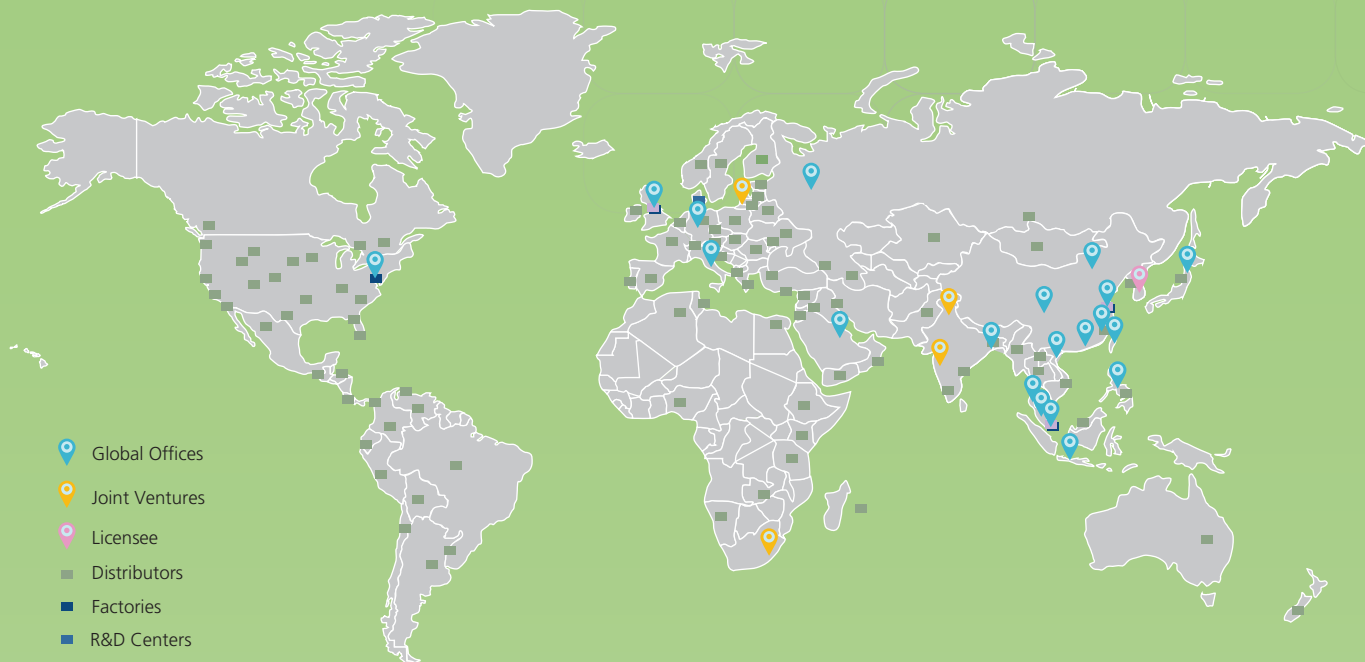 Global Offices
Joint Ventures
Licensee
Distributors
Factories
R&D Centers